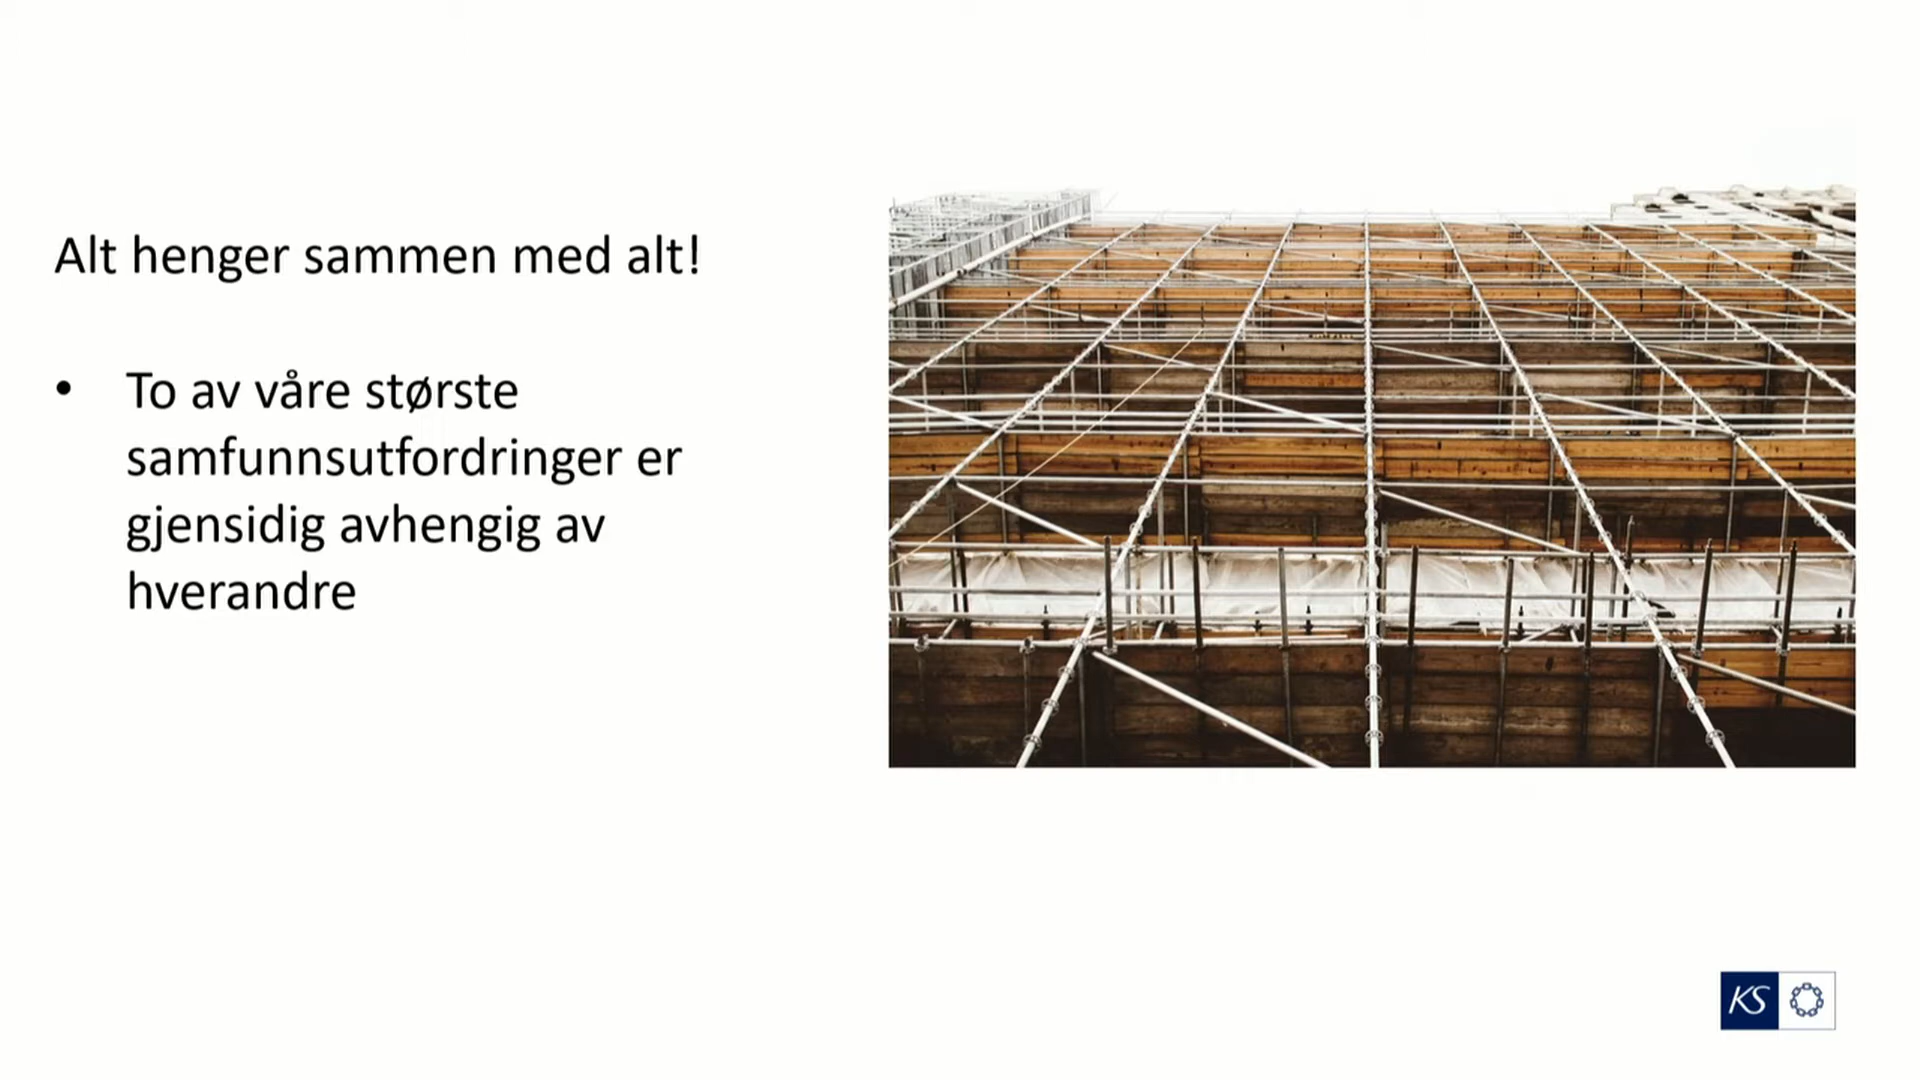 Alt henger sammen med alt!
• To av våre største
samfunnsutfordringer er
gjensidig avhengig av
hverandre
KS